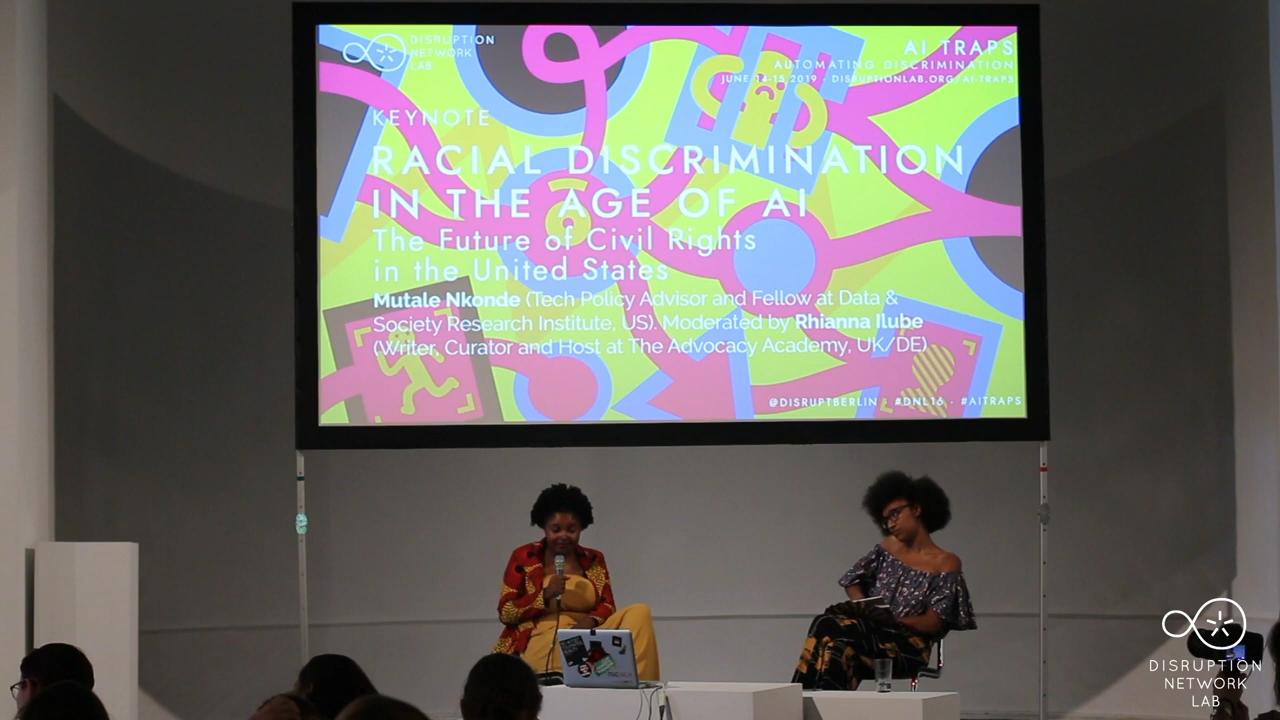 DISRUPTION
NETWORK
LAB
AI TRAPS
AUTOMATING DISCRIMINATION
JUNE 14-15 2019 · DISRUPTIONLAB.ORG/AI-TRAPS
KEYNOTE
RACIAL DISCRIMINATION
IN THE AGE OF AI
The Future of Civil Rights
in the United States
Mutale Nkonde (Tech Policy Advisor and Fellow at Data &
Society Research Institute, US). Moderated by Rhianna Ilube
(Writer, Curator and Host at The Advocacy Academy, UK/DE)
@DISRUPTBERLIN · #DNL16 · #AITRAPS
DISRUPTION
NETWORK
LAB